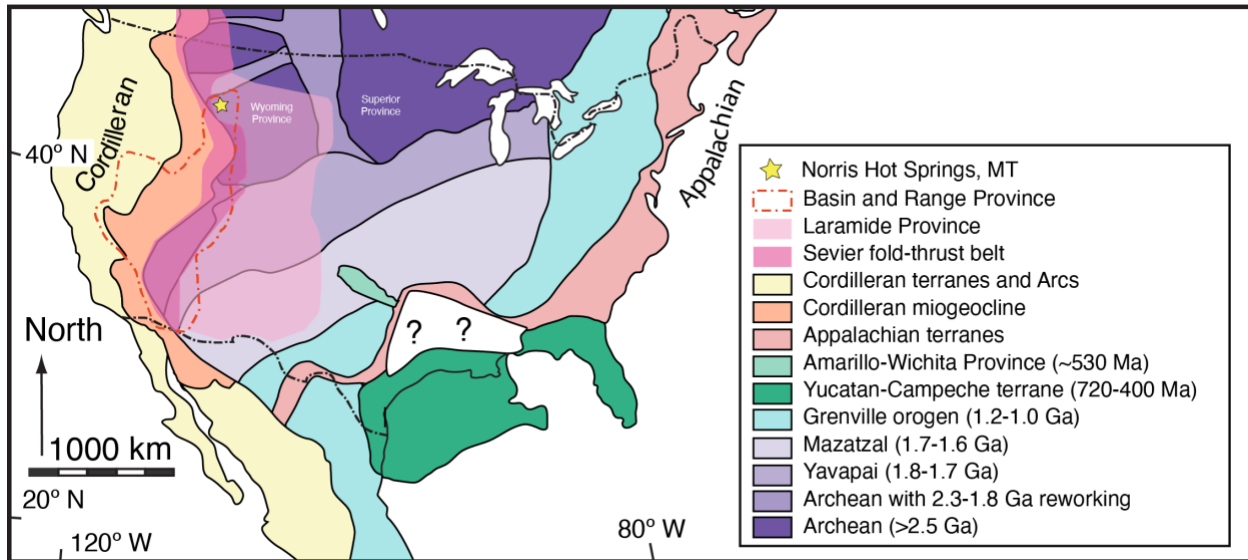 Cordilleran
Appalachian
Wyoming
Province
Superior
Province
40° N
? ?
North
1000 km
20° N
120° W
80° W
Norris Hot Springs, MT
Basin and Range Province
Laramide Province
Sevier fold-thrust belt
Cordilleran terranes and Arcs
Cordilleran miogeocline
Appalachian terranes
Amarillo-Wichita Province (~530 Ma)
Yucatan-Campeche terrane (720-400 Ma)
Grenville orogen (1.2-1.0 Ga)
Mazatzal (1.7-1.6 Ga)
Yavapai (1.8-1.7 Ga)
Archean with 2.3-1.8 Ga reworking
Archean (>2.5 Ga)